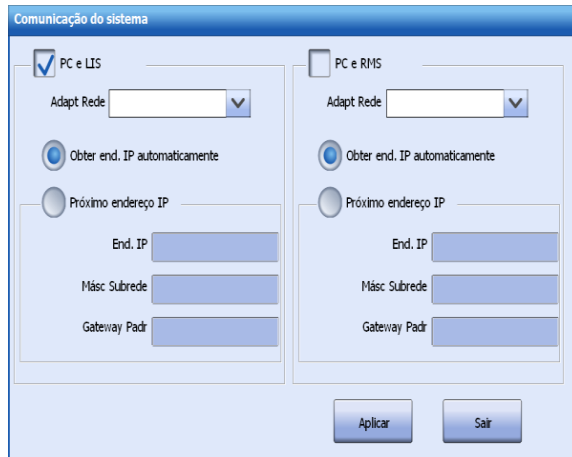 Comunicação do sistema
PC e LIS
Adapt Rede
Obter end. IP automaticamente
Próximo endereço IP
End. IP
Másc Subrede
Gateway Padr
PC e RMS
Adapt Rede
Obter end. IP automaticamente
Próximo endereço IP
End. IP
Másc Subrede
Gateway Padr
Aplicar
Sair